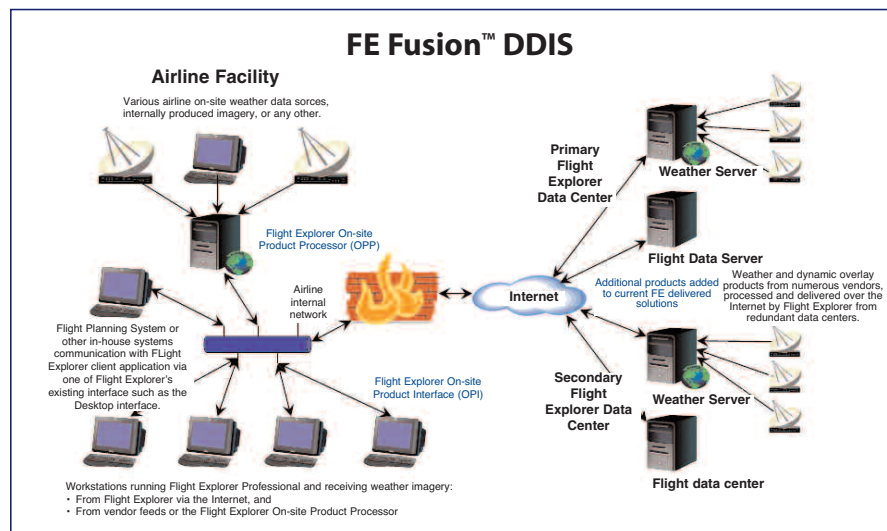 FE Fusion™ DDIS
Airline Facility
Various airline on-site weather data sorces,
internally produced imagery, or any other.
Flight Explorer On-site
Product Processor (OPP)
Airline
internal
network
Flight Planning System or
other in-house systems
communication with FLight
Explorer client application via
one of Flight Explorer's
existing interface such as the
Desktop interface.
Flight Explorer On-site
Product Interface (OPI)
Workstations running Flight Explorer Professional and receiving weather imagery:
• From Flight Explorer via the Internet, and
• From vendor feeds or the Flight Explorer On-site Product Processor
Internet
Primary
Flight
Explorer
Data Center
Weather Server
Flight Data Server
Additional products added
to current FE delivered
solutions
Weather and dynamic overlay
products from numerous vendors,
processed and delivered over the
Internet by Flight Explorer from
redundant data centers.
Secondary
Flight
Explorer Data
Center
Weather Server
Flight data center